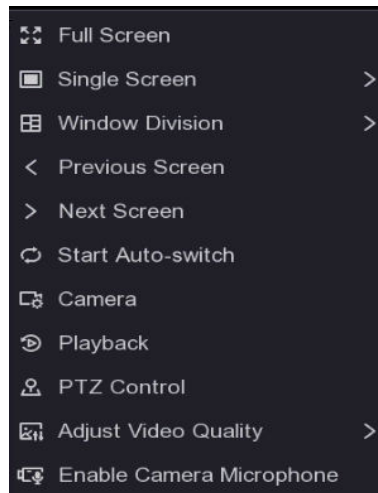 Full Screen
Single Screen
Window Division
Previous Screen
Next Screen
Start Auto-switch
Camera
Playback
PTZ Control
Adjust Video Quality
Enable Camera Microphone